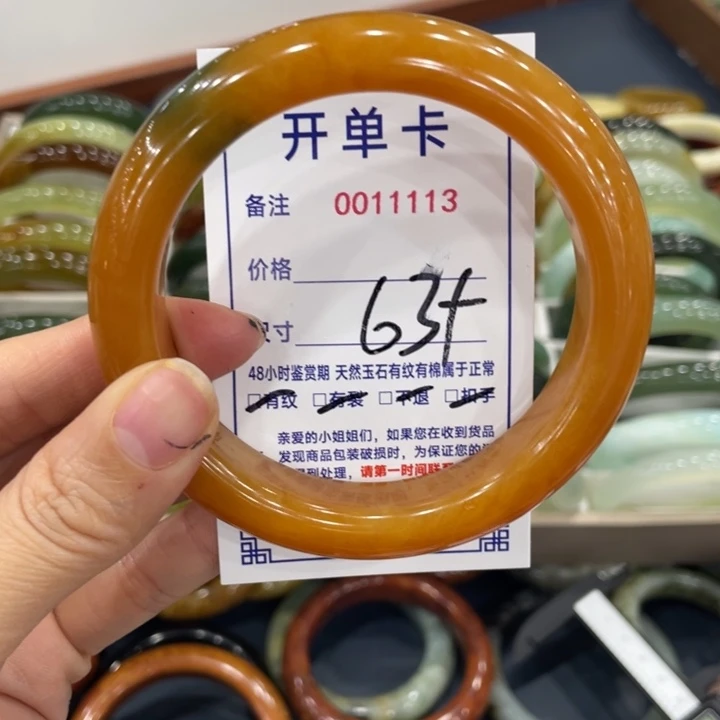 开单卡
备注 0011113
价格
寸 63+
48小时鉴赏期 天然玉石有纹有棉属于正常
□有纹 □有裂 □不退 □扣手
亲爱的小姐姐们，如果您在收到货品
发现商品包装破损时，为保证您的
到处理，请第一时间联